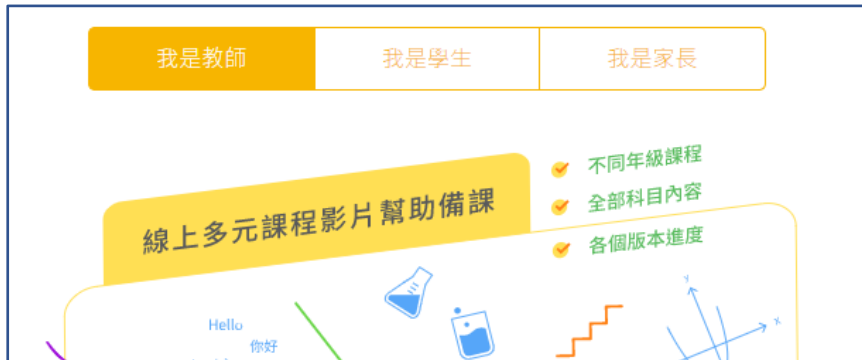 我是教師
我是學生
我是家長
線上多元課程影片幫助備課
不同年級課程
全部科目內容
各個版本進度
Hello
你好
y
x